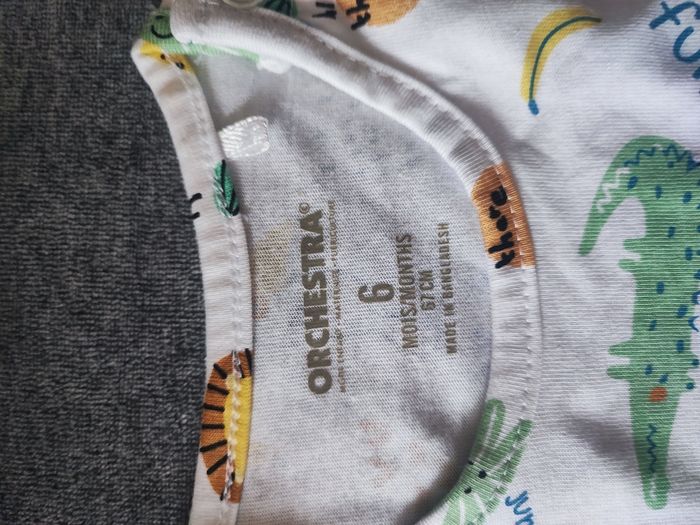 ORCHESTRA©
6
MOIS/MONTHS
67 CM
MADE IN BANGLADESH
there